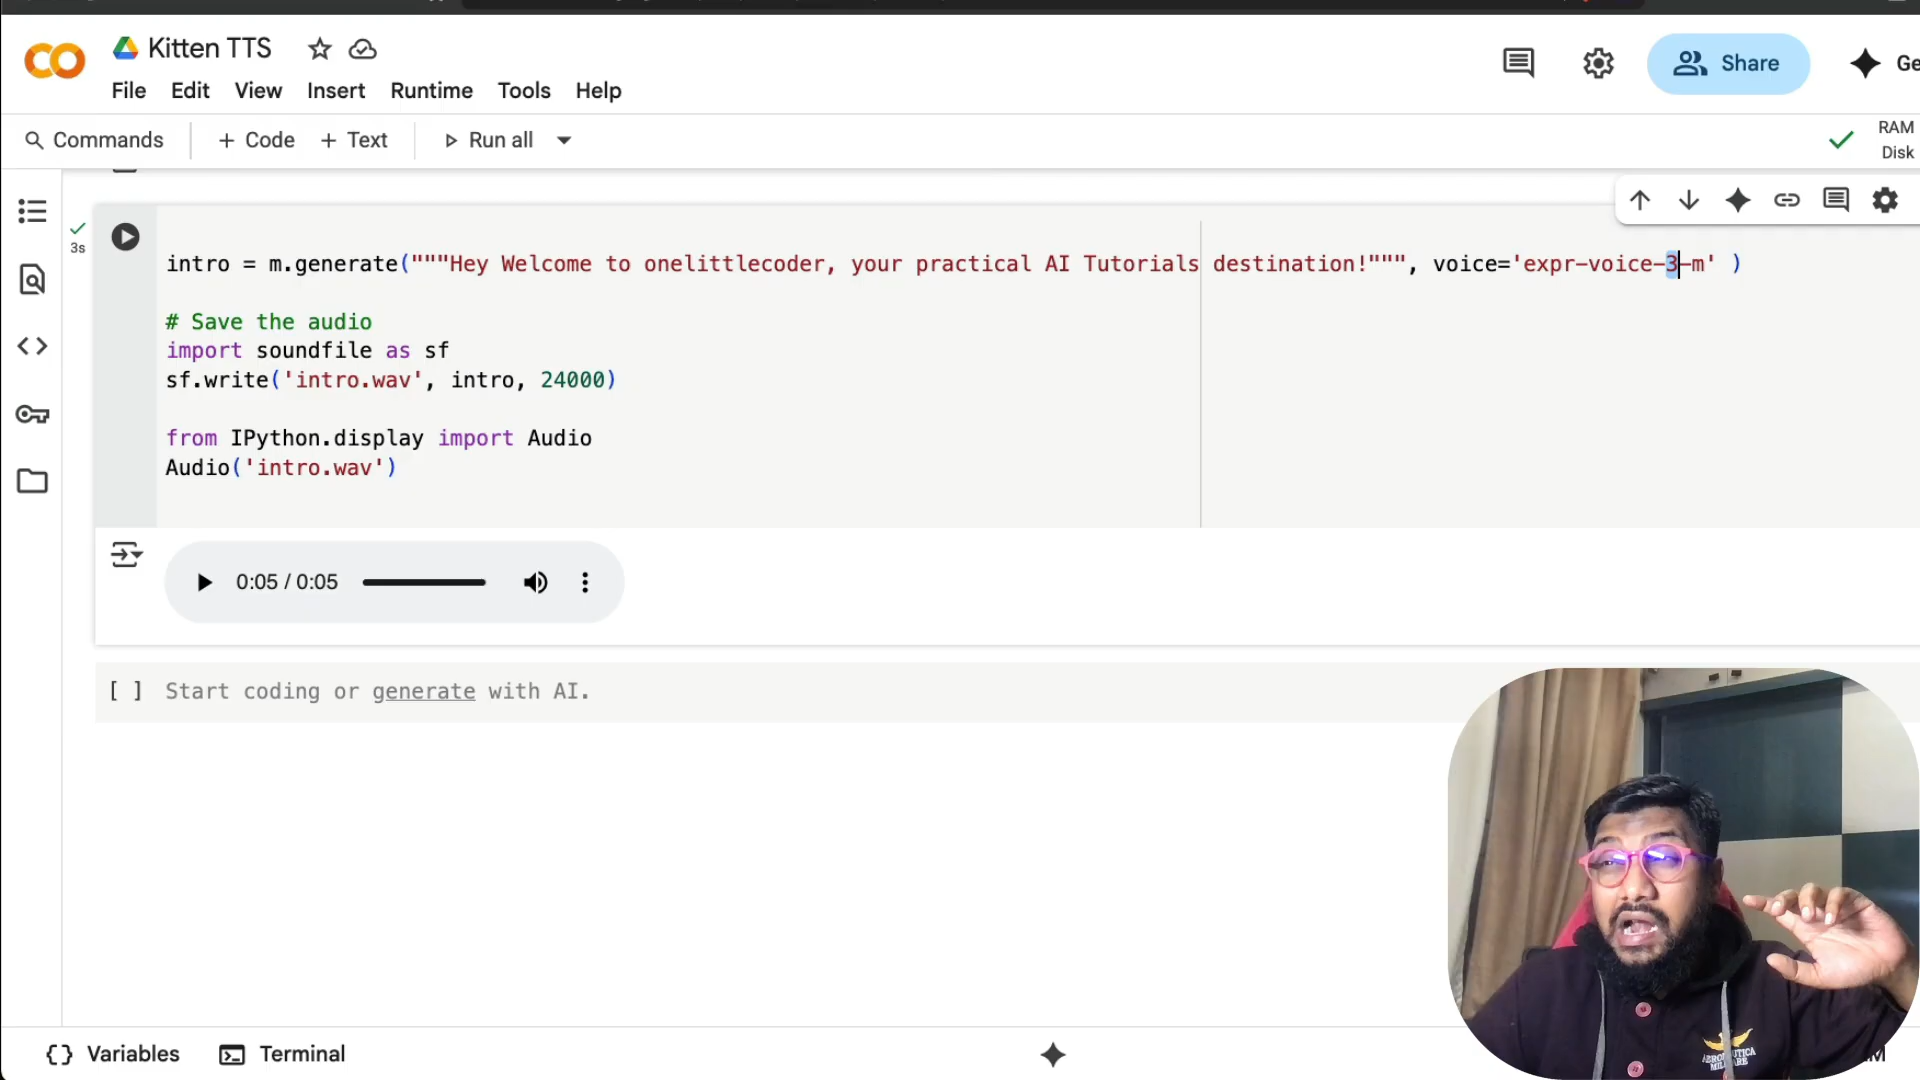 Kitten TTS
File Edit View Insert Runtime Tools Help
Share
Ge
Commands + Code + Text Run all
RAM
Disk
3s
intro = m.generate("""Hey Welcome to onelittlecoder, your practical AI Tutorials destination!""", voice='expr-voice-3-m' )
# Save the audio
import soundfile as sf
sf.write('intro.wav', intro, 24000)
from IPython.display import Audio
Audio('intro.wav')
0:05 / 0:05
[ ] Start coding or generate with AI.
{} Variables Terminal